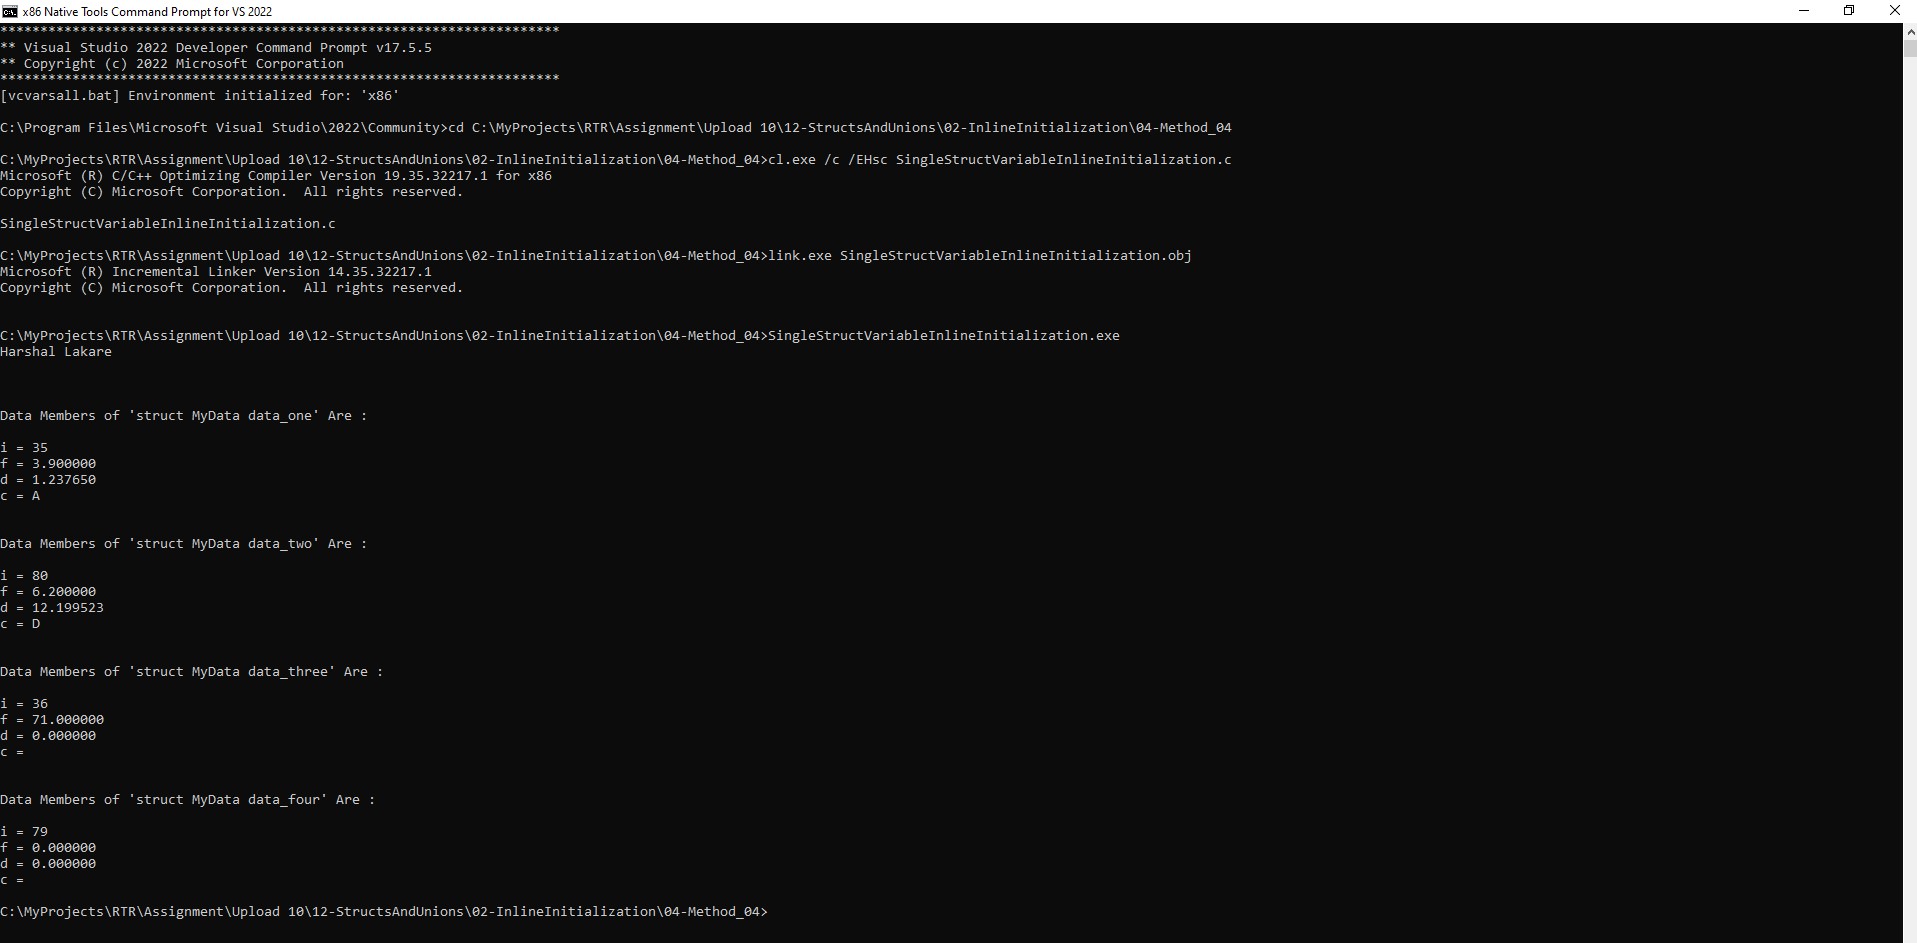 x86 Native Tools Command Prompt for VS 2022
**********************************************************************
** Visual Studio 2022 Developer Command Prompt v17.5.5
** Copyright (c) 2022 Microsoft Corporation
**********************************************************************
[vcvarsall.bat] Environment initialized for: 'x86'
C:\Program Files\Microsoft Visual Studio\2022\Community>cd C:\MyProjects\RTR\Assignment\Upload 10\12-StructsAndUnions\02-InlineInitialization\04-Method_04
C:\MyProjects\RTR\Assignment\Upload 10\12-StructsAndUnions\02-InlineInitialization\04-Method_04>cl.exe /c /EHsc SingleStructVariableInlineInitialization.c
Microsoft (R) C/C++ Optimizing Compiler Version 19.35.32217.1 for x86
Copyright (C) Microsoft Corporation.  All rights reserved.
SingleStructVariableInlineInitialization.c
C:\MyProjects\RTR\Assignment\Upload 10\12-StructsAndUnions\02-InlineInitialization\04-Method_04>link.exe SingleStructVariableInlineInitialization.obj
Microsoft (R) Incremental Linker Version 14.35.32217.1
Copyright (C) Microsoft Corporation.  All rights reserved.
C:\MyProjects\RTR\Assignment\Upload 10\12-StructsAndUnions\02-InlineInitialization\04-Method_04>SingleStructVariableInlineInitialization.exe
Harshal Lakare
Data Members of 'struct MyData data_one' Are :
i = 35
f = 3.900000
d = 1.237650
c = A
Data Members of 'struct MyData data_two' Are :
i = 80
f = 6.200000
d = 12.199523
c = D
Data Members of 'struct MyData data_three' Are :
i = 36
f = 71.000000
d = 0.000000
c =
Data Members of 'struct MyData data_four' Are :
i = 79
f = 0.000000
d = 0.000000
c =
C:\MyProjects\RTR\Assignment\Upload 10\12-StructsAndUnions\02-InlineInitialization\04-Method_04>